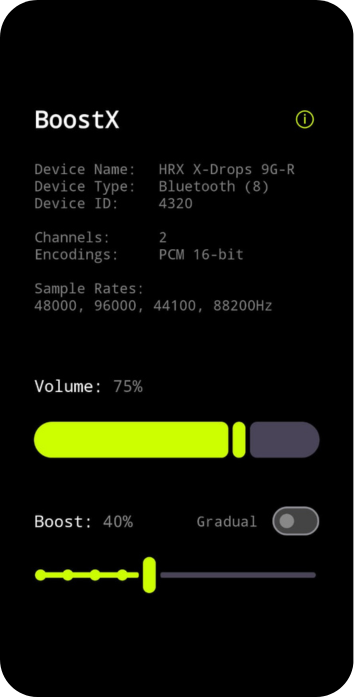 BoostX
Device Name: HRX X-Drops 9G-R
Device Type: Bluetooth (8)
Device ID: 4320
Channels: 2
Encodings: PCM 16-bit
Sample Rates:
48000, 96000, 44100, 88200Hz
Volume: 75%
Boost: 40% Gradual